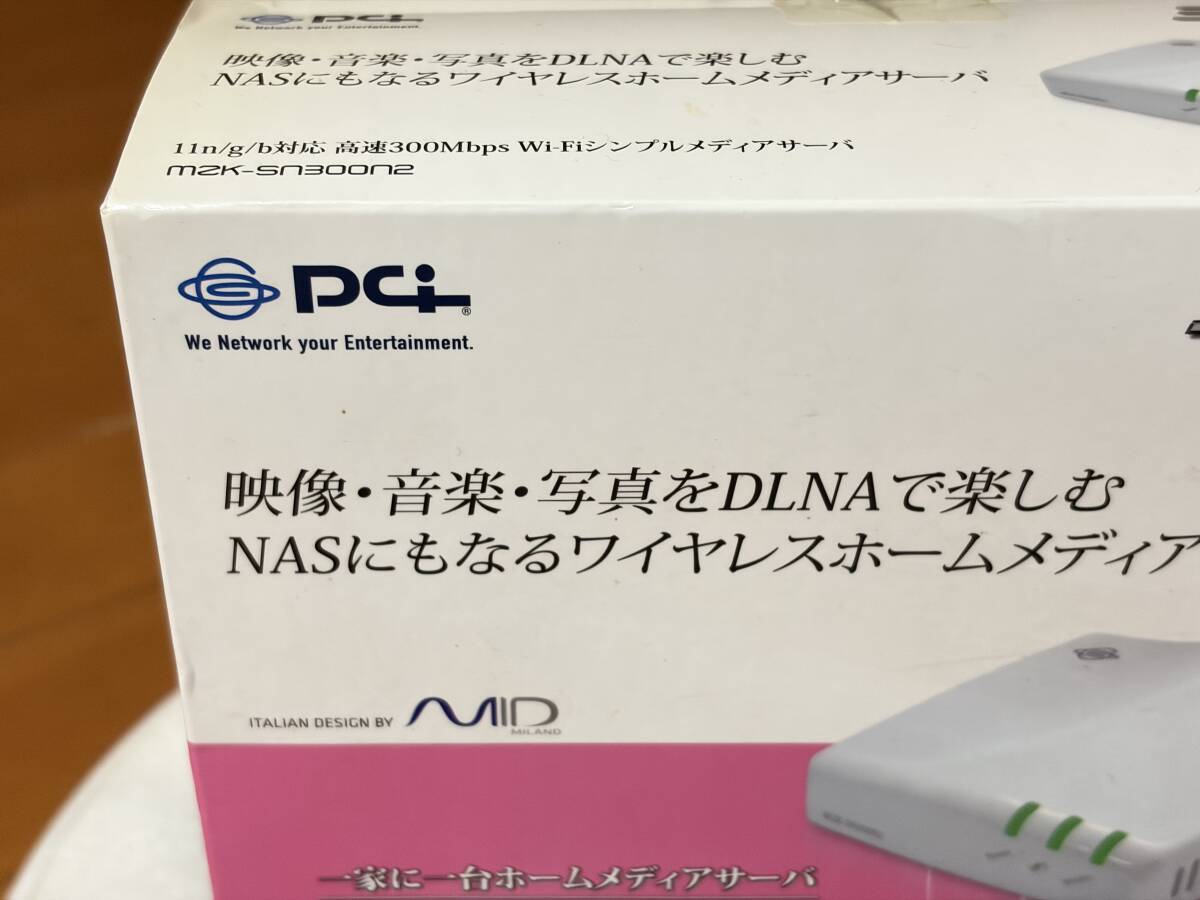 PCi
We Network your Entertainment.
映像・音楽・写真をDLNAで楽しむ
NASにもなるワイヤレスホームメディアサーバ
11n/g/b対応 高速300Mbps Wi-Fiシンプルメディアサーバ
MZK-SN300N2
PCi®
We Network your Entertainment.
映像・音楽・写真をDLNAで楽しむ
NASにもなるワイヤレスホームメディア
ITALIAN DESIGN BY MID
MILANO
一家に一台ホームメディアサーバ